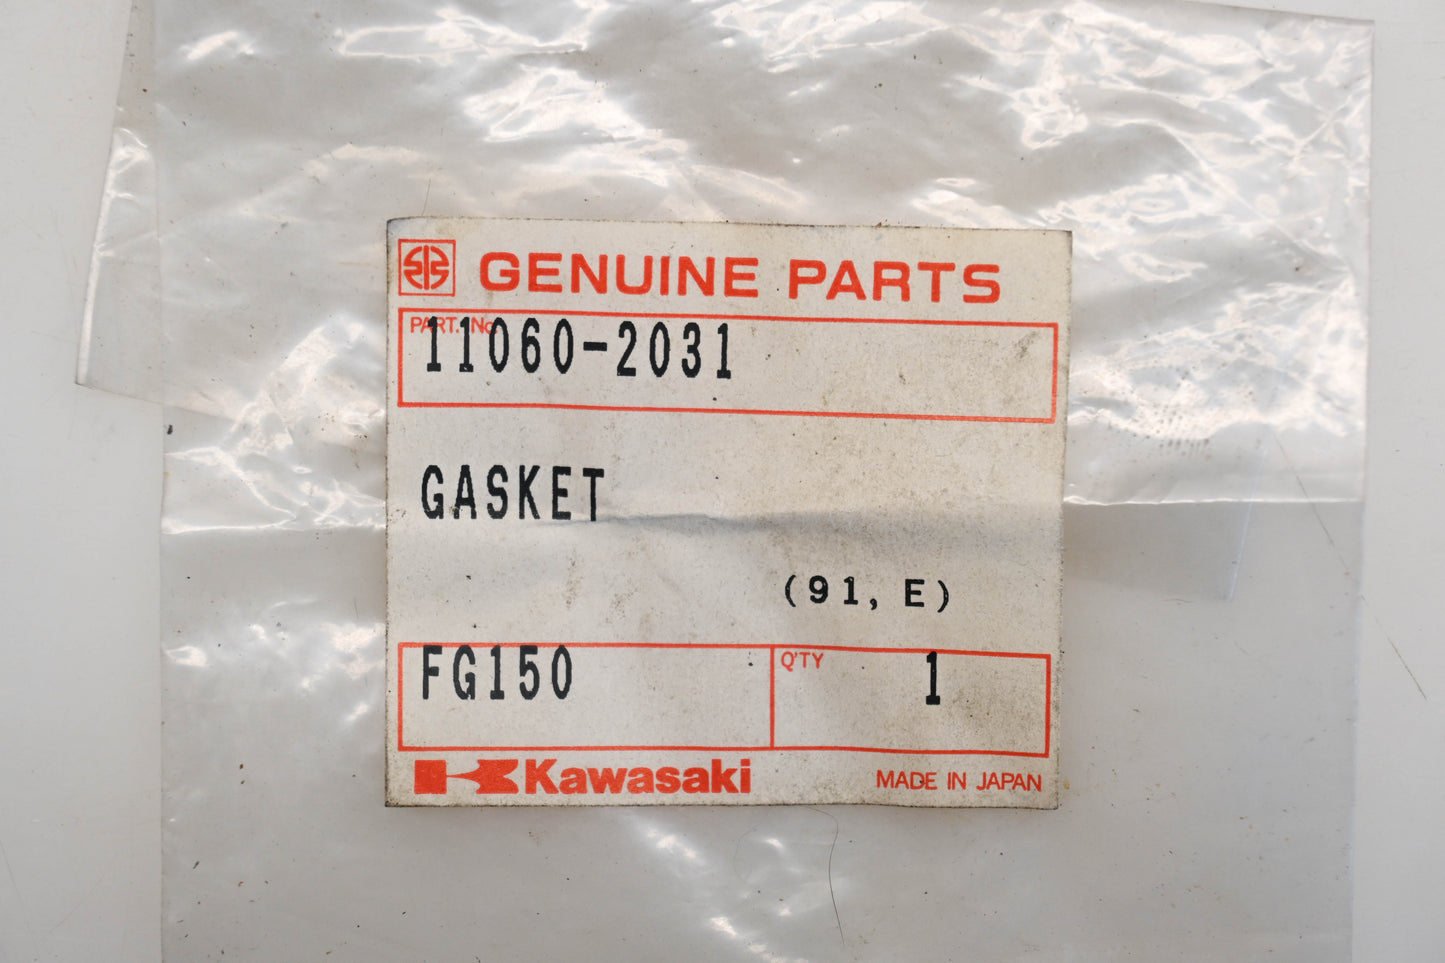 GENUINE PARTS
PART. No.
11060-2031
GASKET
(91, E)
FG150
Q'TY 1
Kawasaki
MADE IN JAPAN